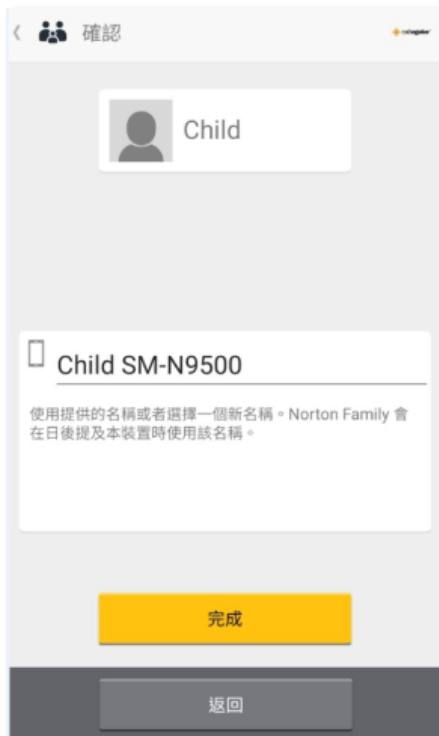 確認
Child
Child SM-N9500
使用提供的名稱或者選擇一個新名稱。Norton Family 會
在日後提及本裝置時使用該名稱。
完成
返回